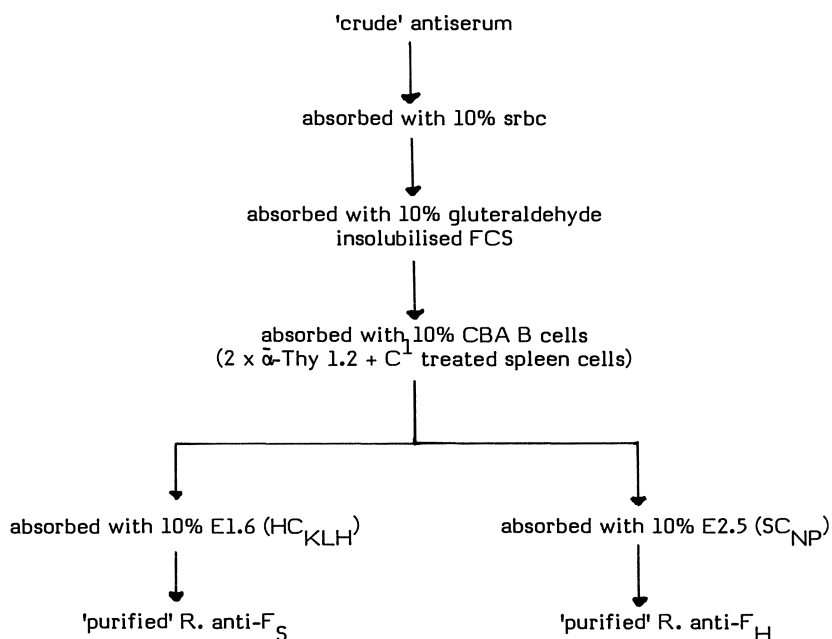 'crude' antiserum
absorbed with 10% srbc
absorbed with 10% gluteraldehyde
insolubilised FCS
absorbed with 10% CBA B cells
(2 x ᾱ-Thy 1.2 + C¹ treated spleen cells)
absorbed with 10% E1.6 (HC_KLH)
absorbed with 10% E2.5 (SC_NP)
'purified' R. anti-F_S
'purified' R. anti-F_H